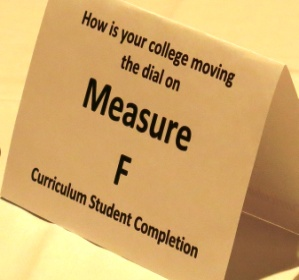 How is your college moving
the dial on
Measure
F
Curriculum Student Completion